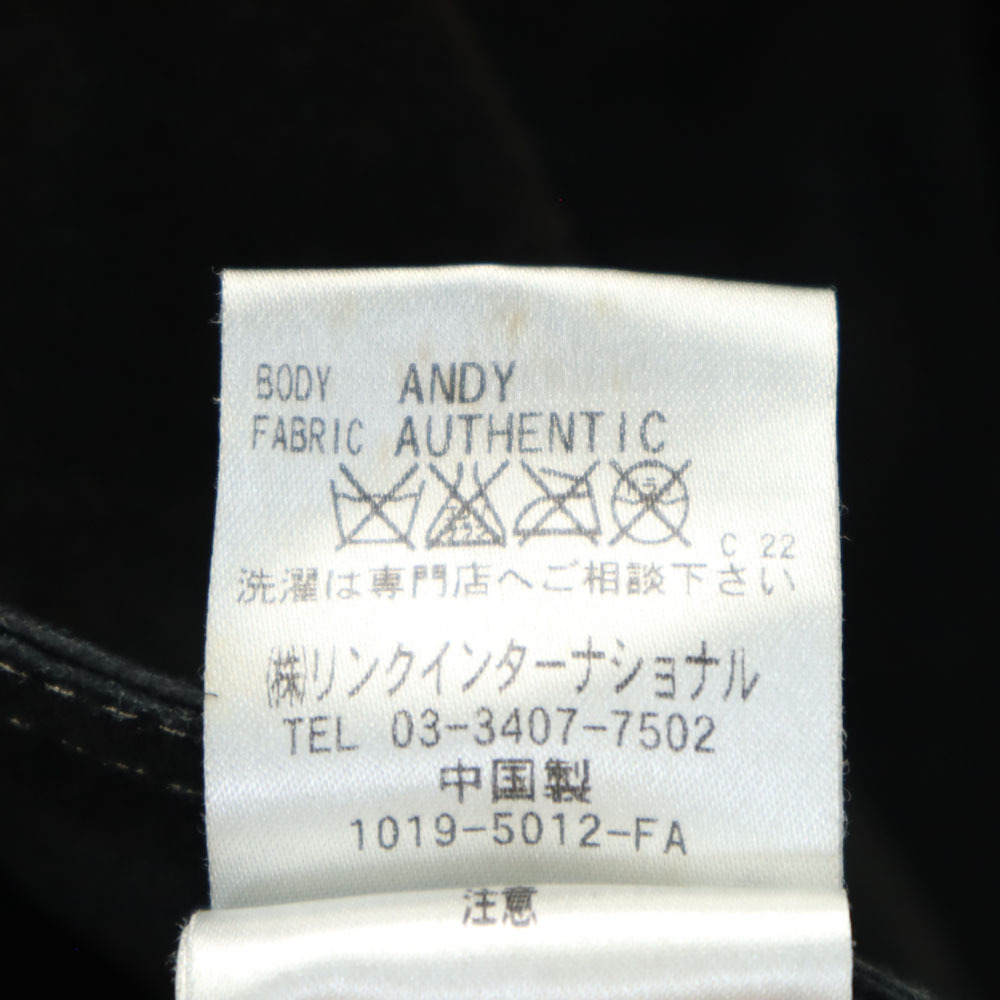 BODY ANDY
FABRIC AUTHENTIC
C 22
洗濯は専門店へご相談下さい
(株)リンクインターナショナル
TEL 03-3407-7502
中国製
1019-5012-FA
注意